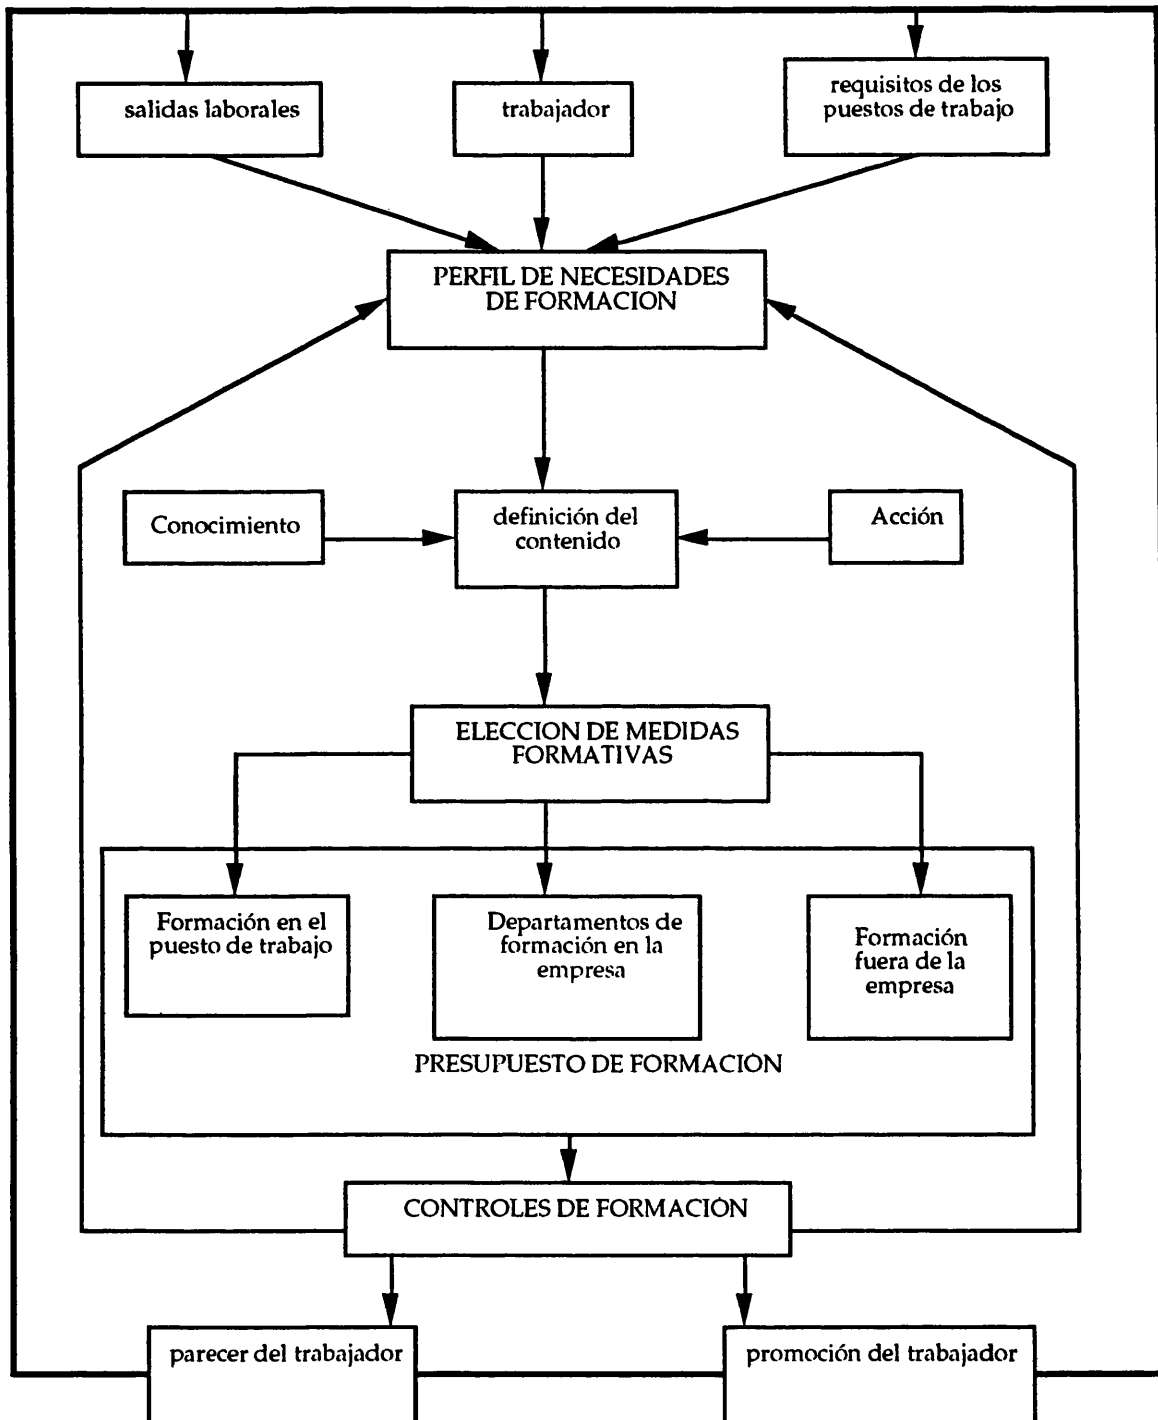 salidas laborales
trabajador
requisitos de los
puestos de trabajo
PERFIL DE NECESIDADES
DE FORMACION
Conocimiento
definición del
contenido
Acción
ELECCION DE MEDIDAS
FORMATIVAS
Formación en el
puesto de trabajo
Departamentos de
formación en la
empresa
Formación
fuera de la
empresa
PRESUPUESTO DE FORMACIÓN
CONTROLES DE FORMACIÓN
parecer del trabajador
promoción del trabajador